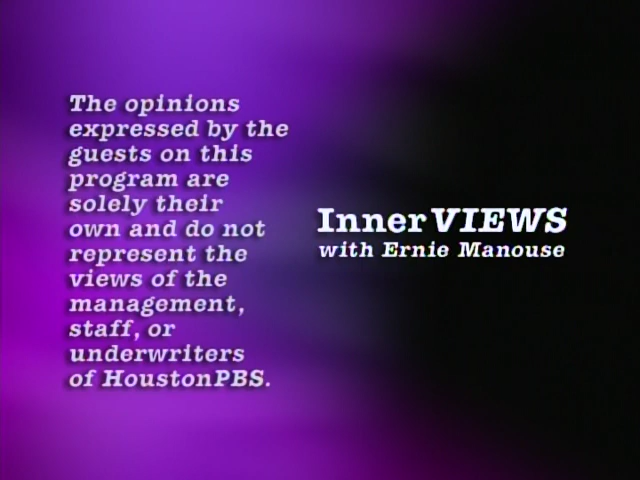 The opinions
expressed by the
guests on this
program are
solely their
own and do not
represent the
views of the
management,
staff, or
underwriters
of HoustonPBS.
InnerVIEWS
with Ernie Manouse